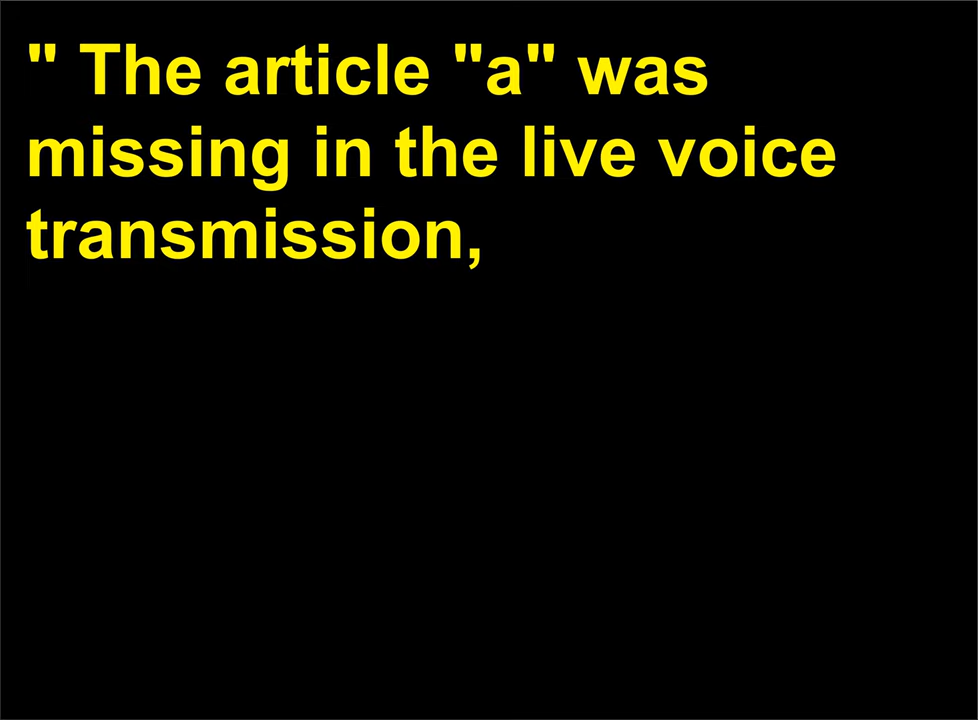 " The article "a" was
missing in the live voice
transmission,